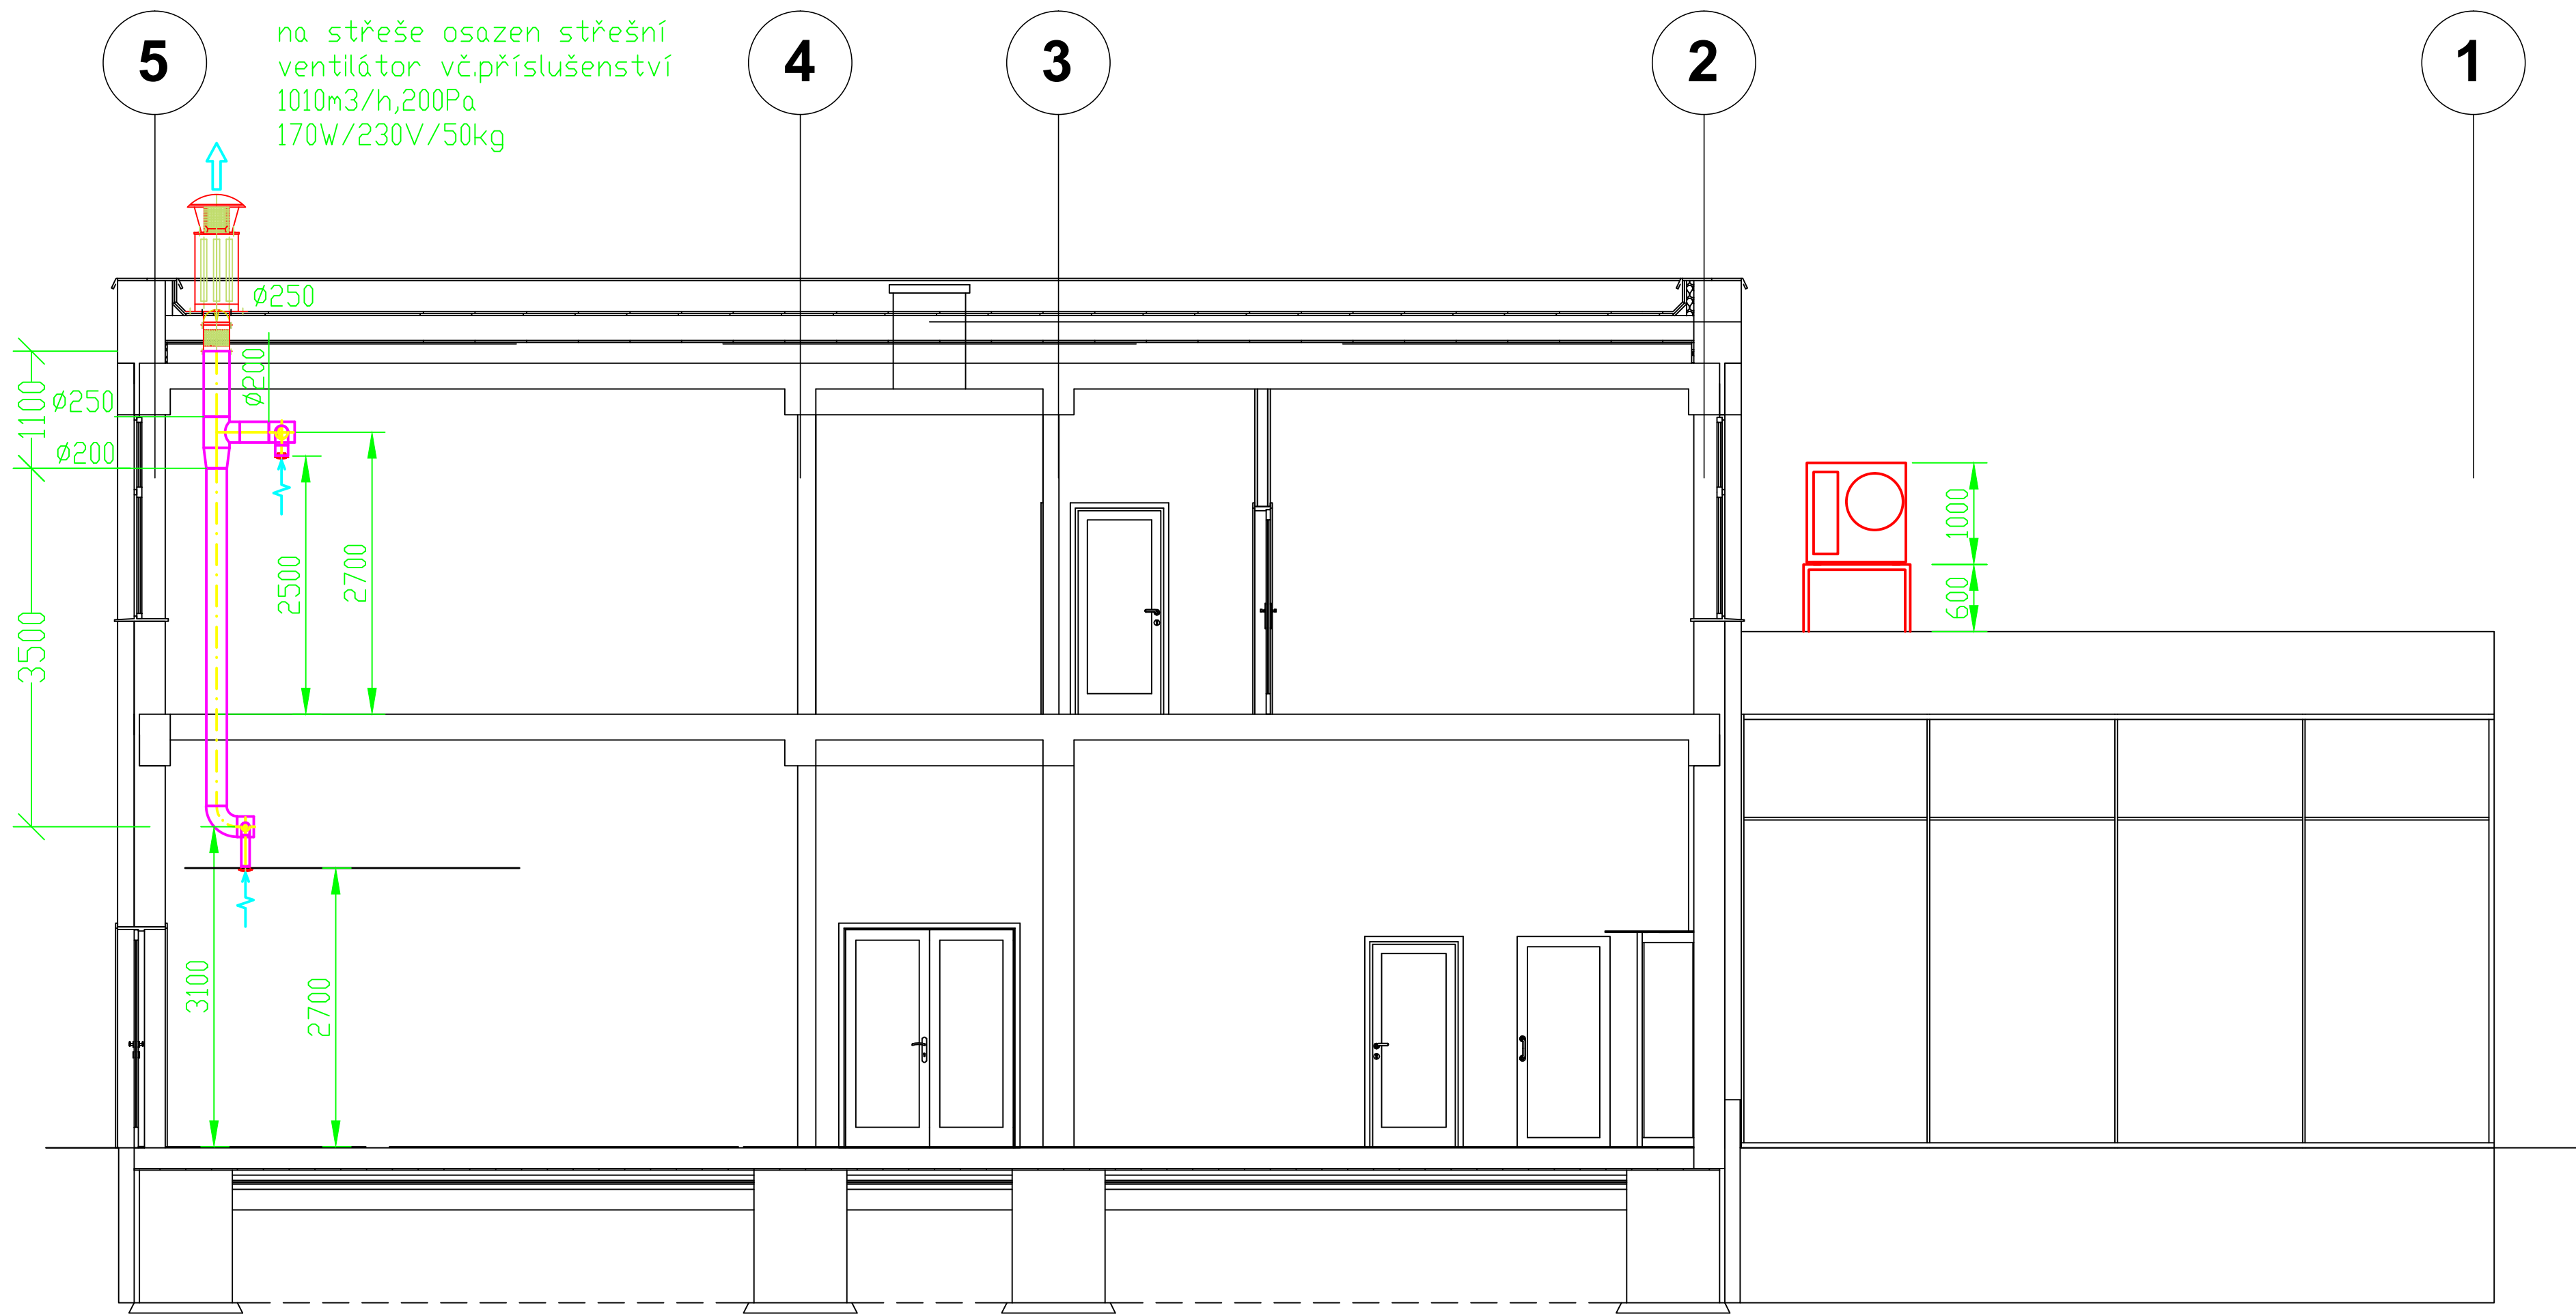 5
na střeše osazen střešní
ventilátor vč.příslušenství
1010m3/h,200Pa
170W/230V/50kg
4
3
2
1
ø250
ø200
1100
ø250
ø200
3500
2500
2700
1000
600
3100
2700